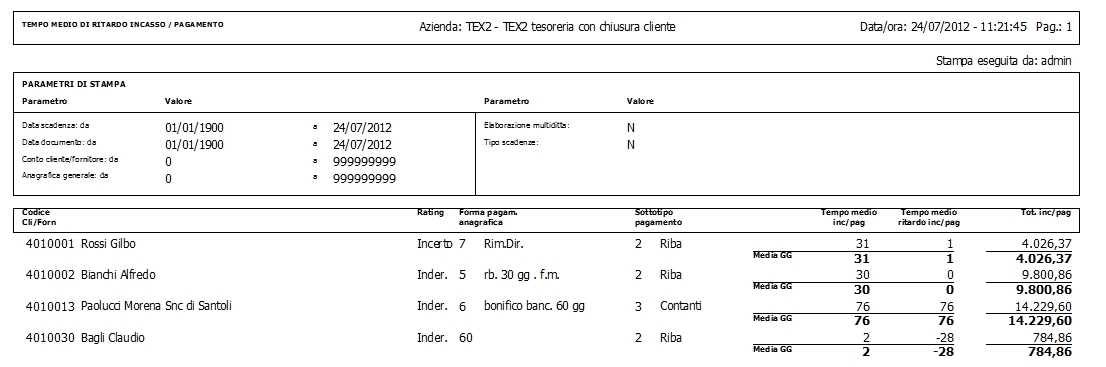 TEMPO MEDIO DI RITARDO INCASSO / PAGAMENTO Azienda: TEX2 - TEX2 tesoreria con chiusura cliente Data/ora: 24/07/2012 - 11:21:45 Pag.: 1
Stampa eseguita da: admin
PARAMETRI DI STAMPA
Parametro Valore Parametro Valore
Data scadenza: da 01/01/1900 a 24/07/2012 Elaborazione multiditta: N
Data documento: da 01/01/1900 a 24/07/2012 Tipo scadenze: N
Conto cliente/fornitore: da 0 a 999999999
Anagrafica generale: da 0 a 999999999
Codice Rating Forma pagam. Sottotipo Tempo medio Tempo medio Tot. inc/pag
Cli/Forn anagrafica pagamento inc/pag ritardo inc/pag
4010001 Rossi Gilbo Incerto 7 Rim.Dir. 2 Riba 31 1 4.026,37
Media GG 31 1 4.026,37
4010002 Bianchi Alfredo Inder. 5 rb. 30 gg . f.m. 2 Riba 30 0 9.800,86
Media GG 30 0 9.800,86
4010013 Paolucci Morena Snc di Santoli Inder. 6 bonifico banc. 60 gg 3 Contanti 76 76 14.229,60
Media GG 76 76 14.229,60
4010030 Bagli Claudio Inder. 60 2 Riba 2 -28 784,86
Media GG 2 -28 784,86